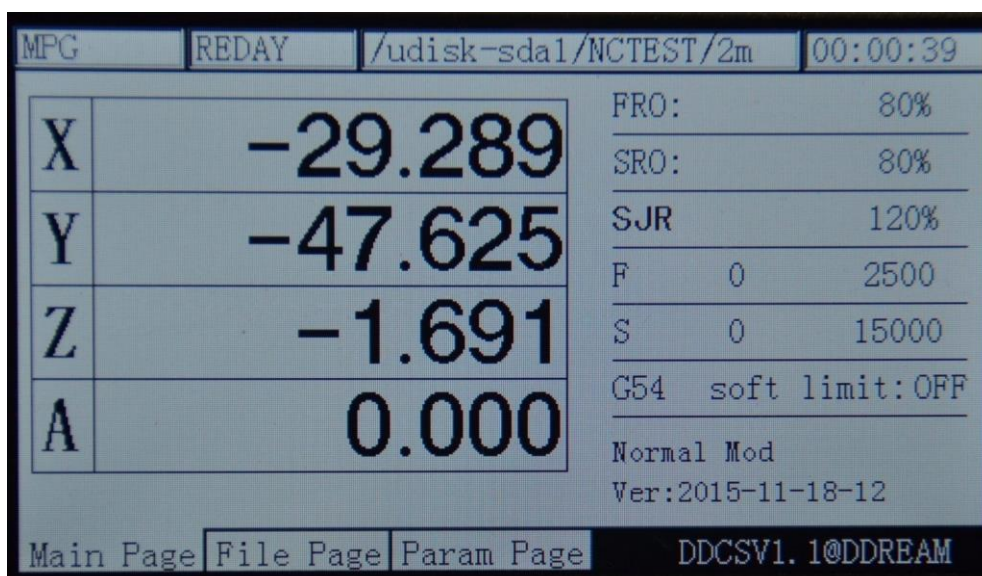 MPG REDAY /udisk-sda1/NCTEST/2m 00:00:39
X -29.289
Y -47.625
Z -1.691
A 0.000
FRO: 80%
SRO: 80%
SJR 120%
F 0 2500
S 0 15000
G54 soft limit:OFF
Normal Mod
Ver:2015-11-18-12
Main Page File Page Param Page DDCSV1.1@DDREAM